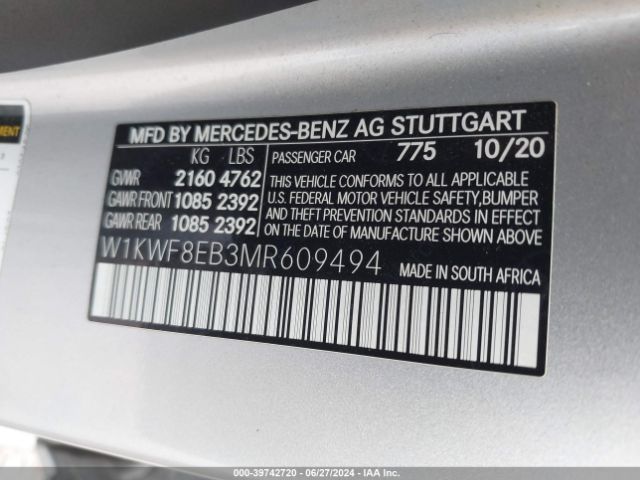 MENT
MFD BY MERCEDES-BENZ AG STUTTGART
KG LBS
PASSENGER CAR 775 10/20
GVWR 2160 4762
GAWR FRONT 1085 2392
GAWR REAR 1085 2392
THIS VEHICLE CONFORMS TO ALL APPLICABLE
U.S. FEDERAL MOTOR VEHICLE SAFETY, BUMPER
AND THEFT PREVENTION STANDARDS IN EFFECT
ON THE DATE OF MANUFACTURE SHOWN ABOVE.
W1KWF8EB3MR609494 MADE IN SOUTH AFRICA
000-39742720 - 06/27/2024 - IAA Inc.